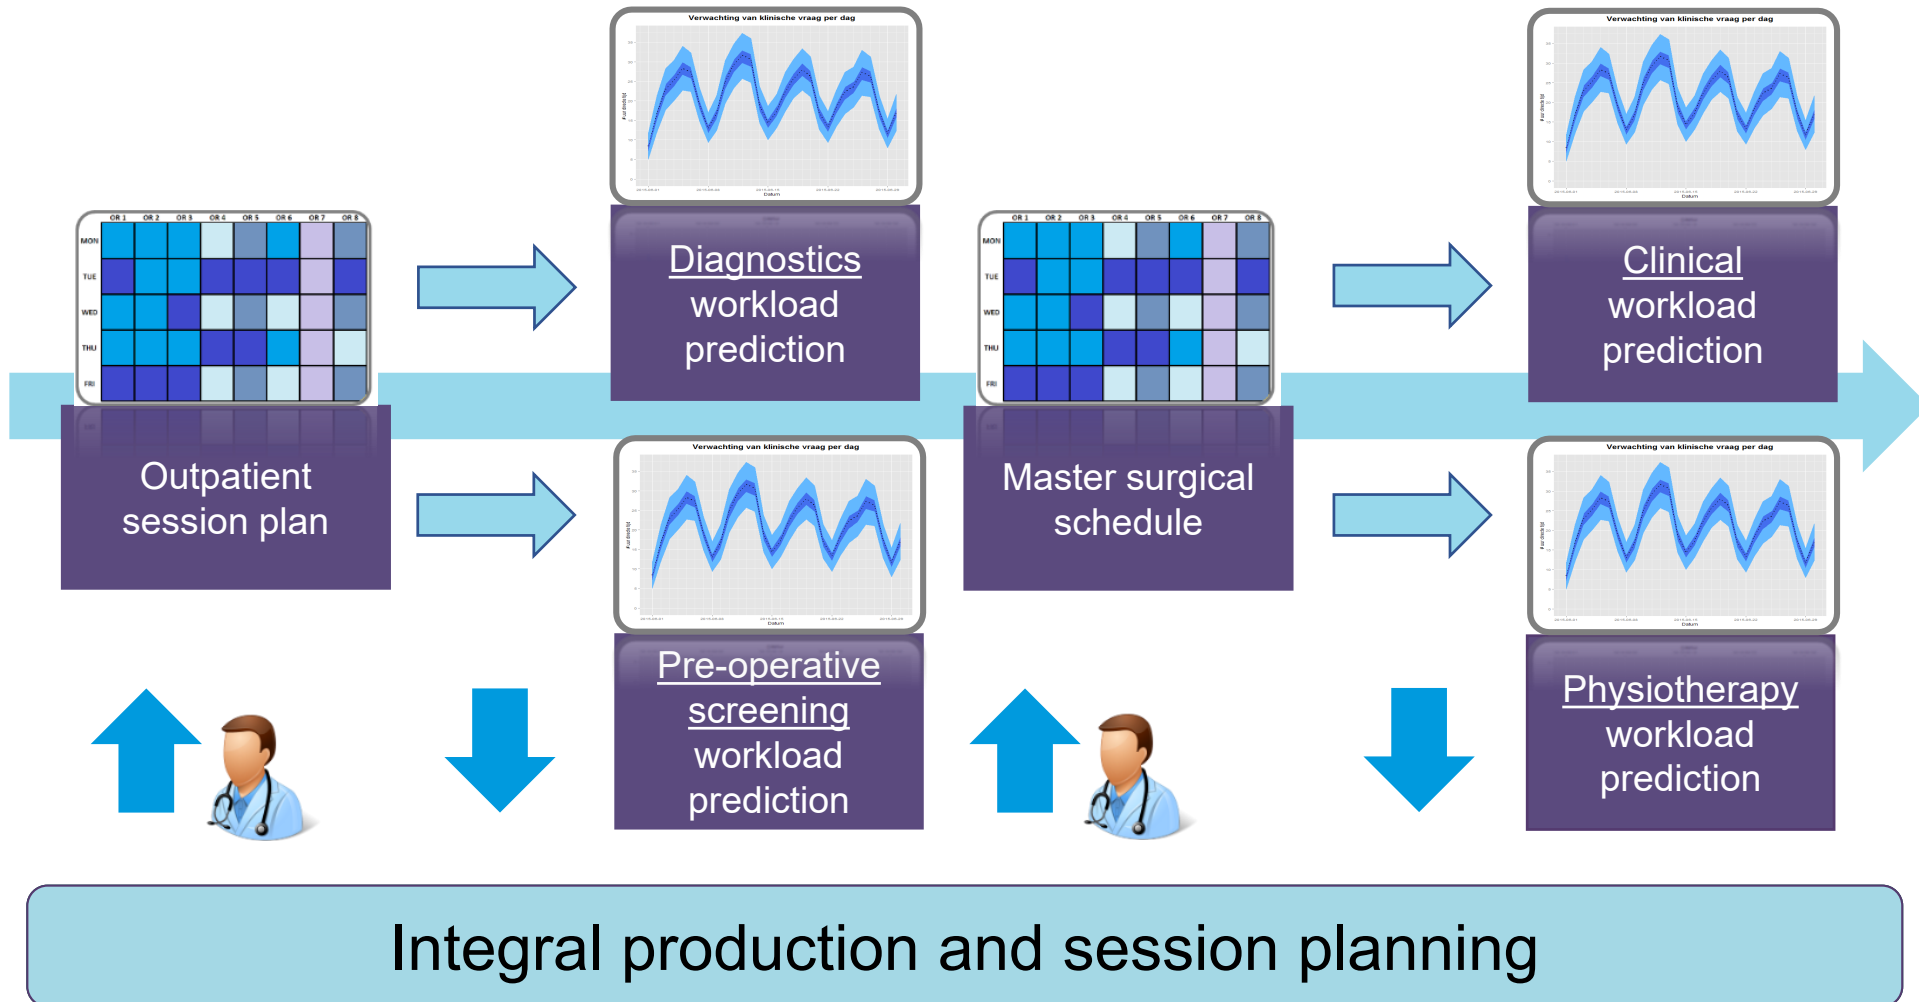 Verwachting van klinische vraag per dag
Datum
OR 1 OR 2 OR 3 OR 4 OR 5 OR 6 OR 7 OR 8
MON
TUE
WED
THU
FRI
Outpatient
session plan
Diagnostics
workload
prediction
Verwachting van klinische vraag per dag
Datum
Pre-operative
screening
workload
prediction
OR 1 OR 2 OR 3 OR 4 OR 5 OR 6 OR 7 OR 8
MON
TUE
WED
THU
FRI
Master surgical
schedule
Verwachting van klinische vraag per dag
Datum
Clinical
workload
prediction
Verwachting van klinische vraag per dag
Datum
Physiotherapy
workload
prediction
Integral production and session planning